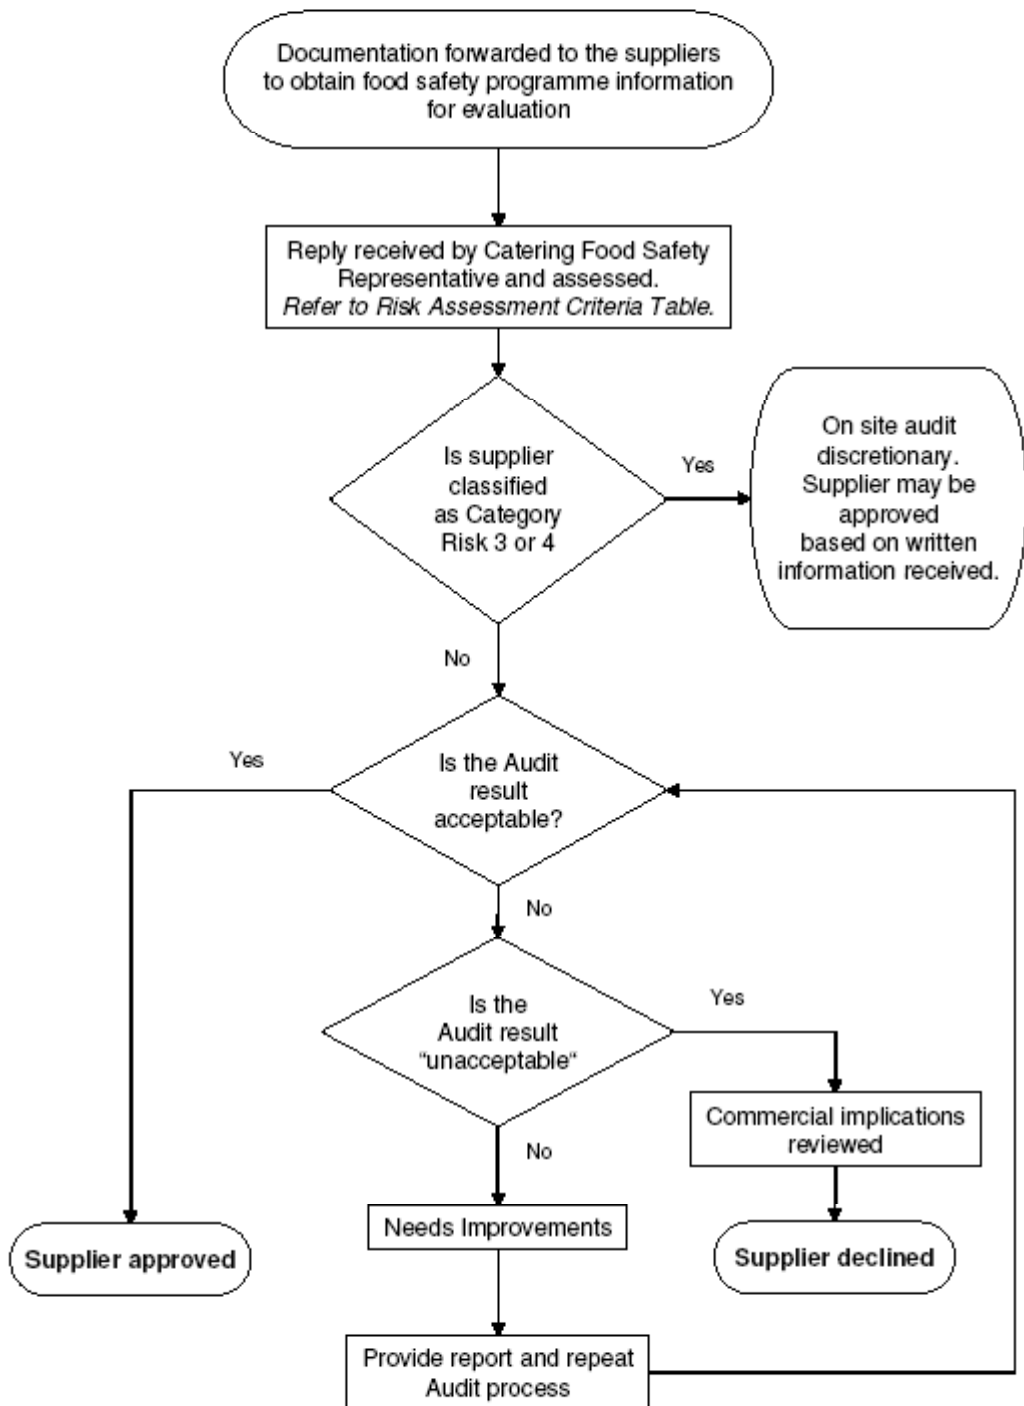 Documentation forwarded to the suppliers
to obtain food safety programme information
for evaluation
Reply received by Catering Food Safety
Representative and assessed.
Refer to Risk Assessment Criteria Table.
Is supplier
classified
as Category
Risk 3 or 4
Yes
On site audit
discretionary.
Supplier may be
approved
based on written
information received.
No
Is the Audit
result
acceptable?
Yes
No
Is the
Audit result
“unacceptable“
Yes
Commercial implications
reviewed
No
Needs Improvements
Supplier approved
Supplier declined
Provide report and repeat
Audit process